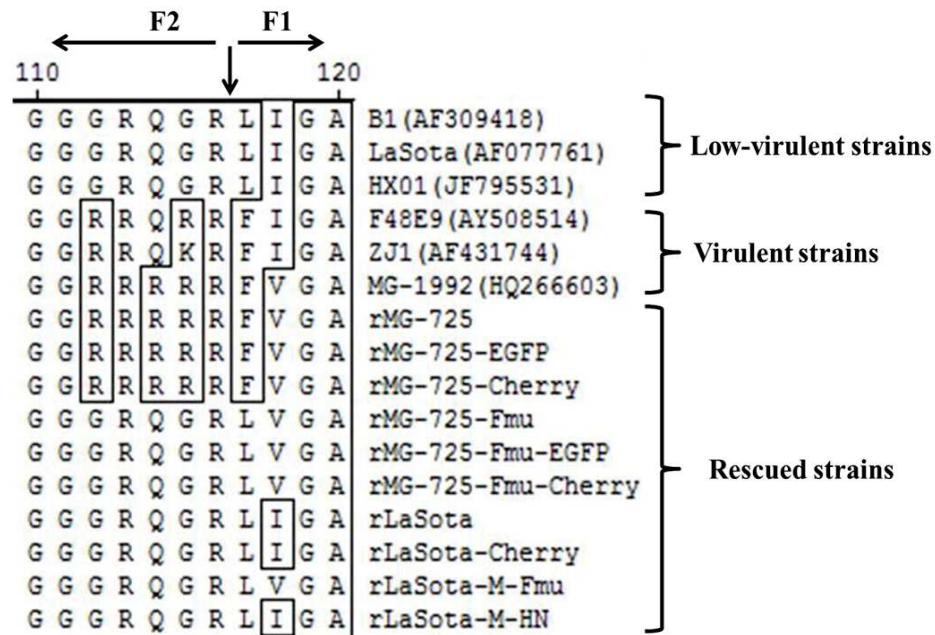 F2 F1
110 120
G G G R Q G R L I G A B1(AF309418)
G G G R Q G R L I G A LaSota(AF077761)
G G G R Q G R L I G A HX01(JF795531)
Low-virulent strains
G G R R Q R R F I G A F48E9(AY508514)
G G R R Q K R F I G A ZJ1(AF431744)
G G R R R R R F V G A MG-1992(HQ266603)
Virulent strains
G G R R R R R F V G A rMG-725
G G R R R R R F V G A rMG-725-EGFP
G G R R R R R F V G A rMG-725-Cherry
G G G R Q G R L V G A rMG-725-Fmu
G G G R Q G R L V G A rMG-725-Fmu-EGFP
G G G R Q G R L V G A rMG-725-Fmu-Cherry
G G G R Q G R L I G A rLaSota
G G G R Q G R L I G A rLaSota-Cherry
G G G R Q G R L V G A rLaSota-M-Fmu
G G G R Q G R L I G A rLaSota-M-HN
Rescued strains